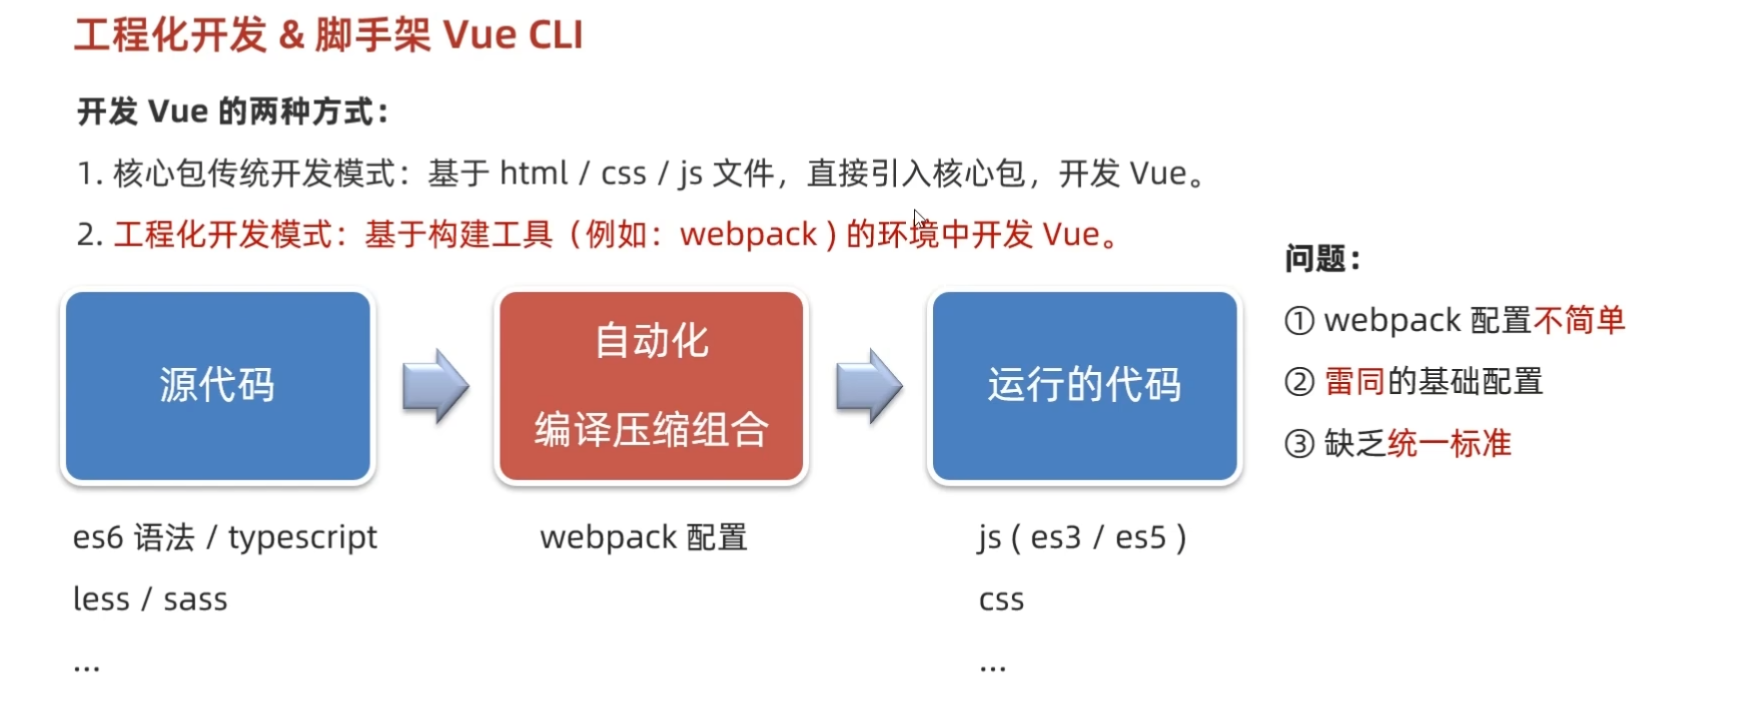 工程化开发 & 脚手架 Vue CLI
开发 Vue 的两种方式：
1. 核心包传统开发模式：基于 html / css / js 文件，直接引入核心包，开发 Vue。
2. 工程化开发模式：基于构建工具（例如：webpack ) 的环境中开发 Vue。
源代码
自动化
编译压缩组合
运行的代码
es6 语法 / typescript
less / sass
...
webpack 配置
js ( es3 / es5 )
css
...
问题：
① webpack 配置不简单
② 雷同的基础配置
③ 缺乏统一标准